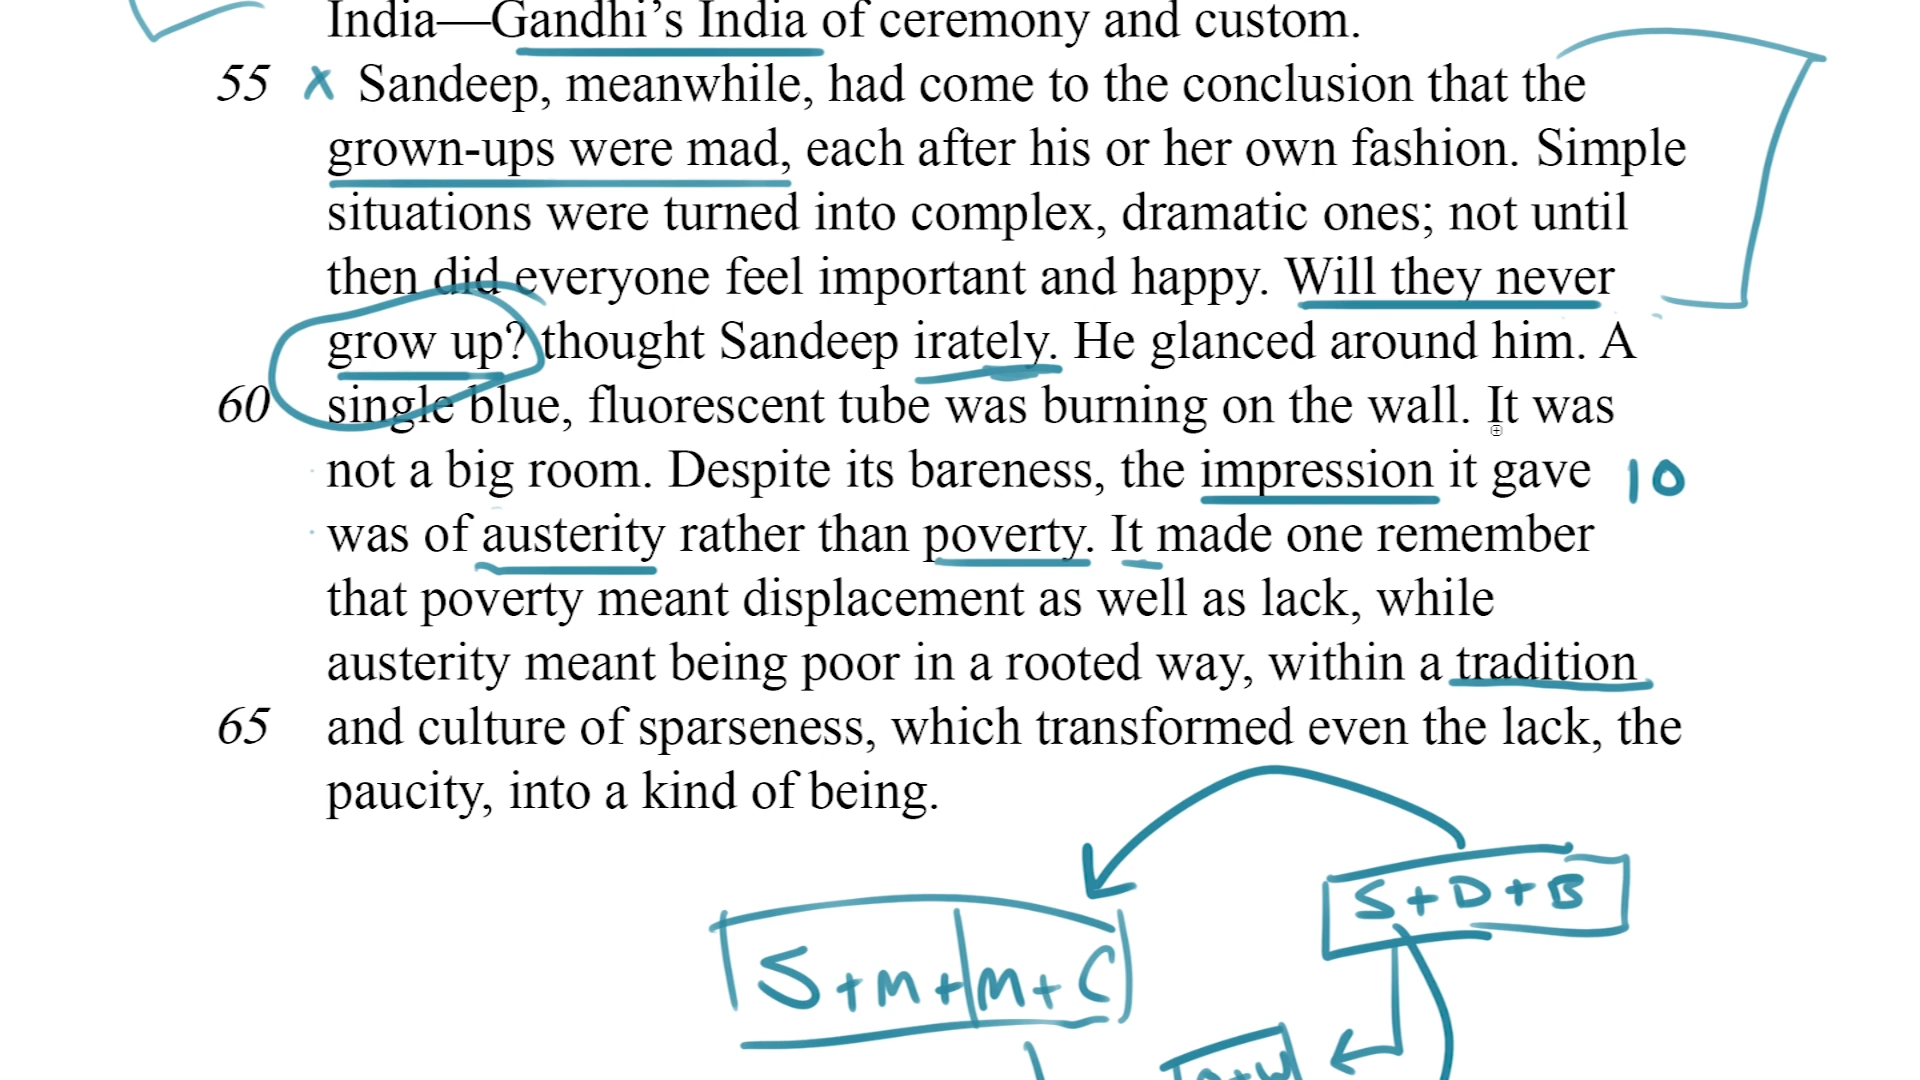 India—Gandhi’s India of ceremony and custom.
55 x Sandeep, meanwhile, had come to the conclusion that the
grown-ups were mad, each after his or her own fashion. Simple
situations were turned into complex, dramatic ones; not until
then did everyone feel important and happy. Will they never
grow up? thought Sandeep irately. He glanced around him. A
60 single blue, fluorescent tube was burning on the wall. It was
not a big room. Despite its bareness, the impression it gave 10
was of austerity rather than poverty. It made one remember
that poverty meant displacement as well as lack, while
austerity meant being poor in a rooted way, within a tradition
65 and culture of sparseness, which transformed even the lack, the
paucity, into a kind of being.
S+D+B
S+M+M+C